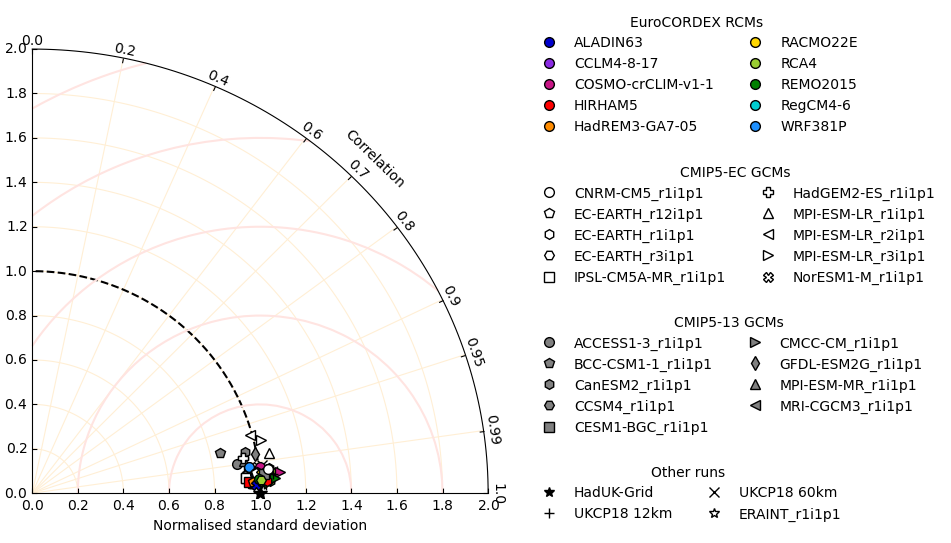 EuroCORDEX RCMs
ALADIN63
CCLM4-8-17
COSMO-crCLIM-v1-1
HIRHAM5
HadREM3-GA7-05
RACMO22E
RCA4
REMO2015
RegCM4-6
WRF381P
CMIP5-EC GCMs
CNRM-CM5_r1i1p1
EC-EARTH_r12i1p1
EC-EARTH_r1i1p1
EC-EARTH_r3i1p1
IPSL-CM5A-MR_r1i1p1
HadGEM2-ES_r1i1p1
MPI-ESM-LR_r1i1p1
MPI-ESM-LR_r2i1p1
MPI-ESM-LR_r3i1p1
NorESM1-M_r1i1p1
CMIP5-13 GCMs
ACCESS1-3_r1i1p1
BCC-CSM1-1_r1i1p1
CanESM2_r1i1p1
CCSM4_r1i1p1
CESM1-BGC_r1i1p1
CMCC-CM_r1i1p1
GFDL-ESM2G_r1i1p1
MPI-ESM-MR_r1i1p1
MRI-CGCM3_r1i1p1
Other runs
HadUK-Grid
UKCP18 12km
UKCP18 60km
ERAINT_r1i1p1
2.0
1.8
1.6
1.4
1.2
1.0
0.8
0.6
0.4
0.2
0.0
0.0
0.2
0.4
0.6
0.7
0.8
0.9
0.95
0.99
1.0
Correlation
0.0
0.2
0.4
0.6
0.8
1.0
1.2
1.4
1.6
1.8
2.0
Normalised standard deviation